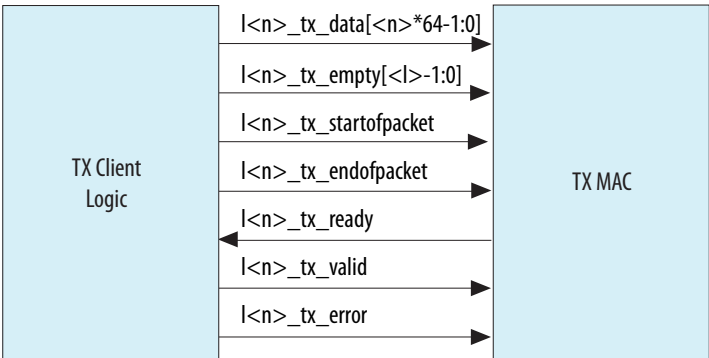 TX Client
Logic
l<n>_tx_data[<n>*64-1:0]
l<n>_tx_empty[<l>-1:0]
l<n>_tx_startofpacket
l<n>_tx_endofpacket
l<n>_tx_ready
l<n>_tx_valid
l<n>_tx_error
TX MAC